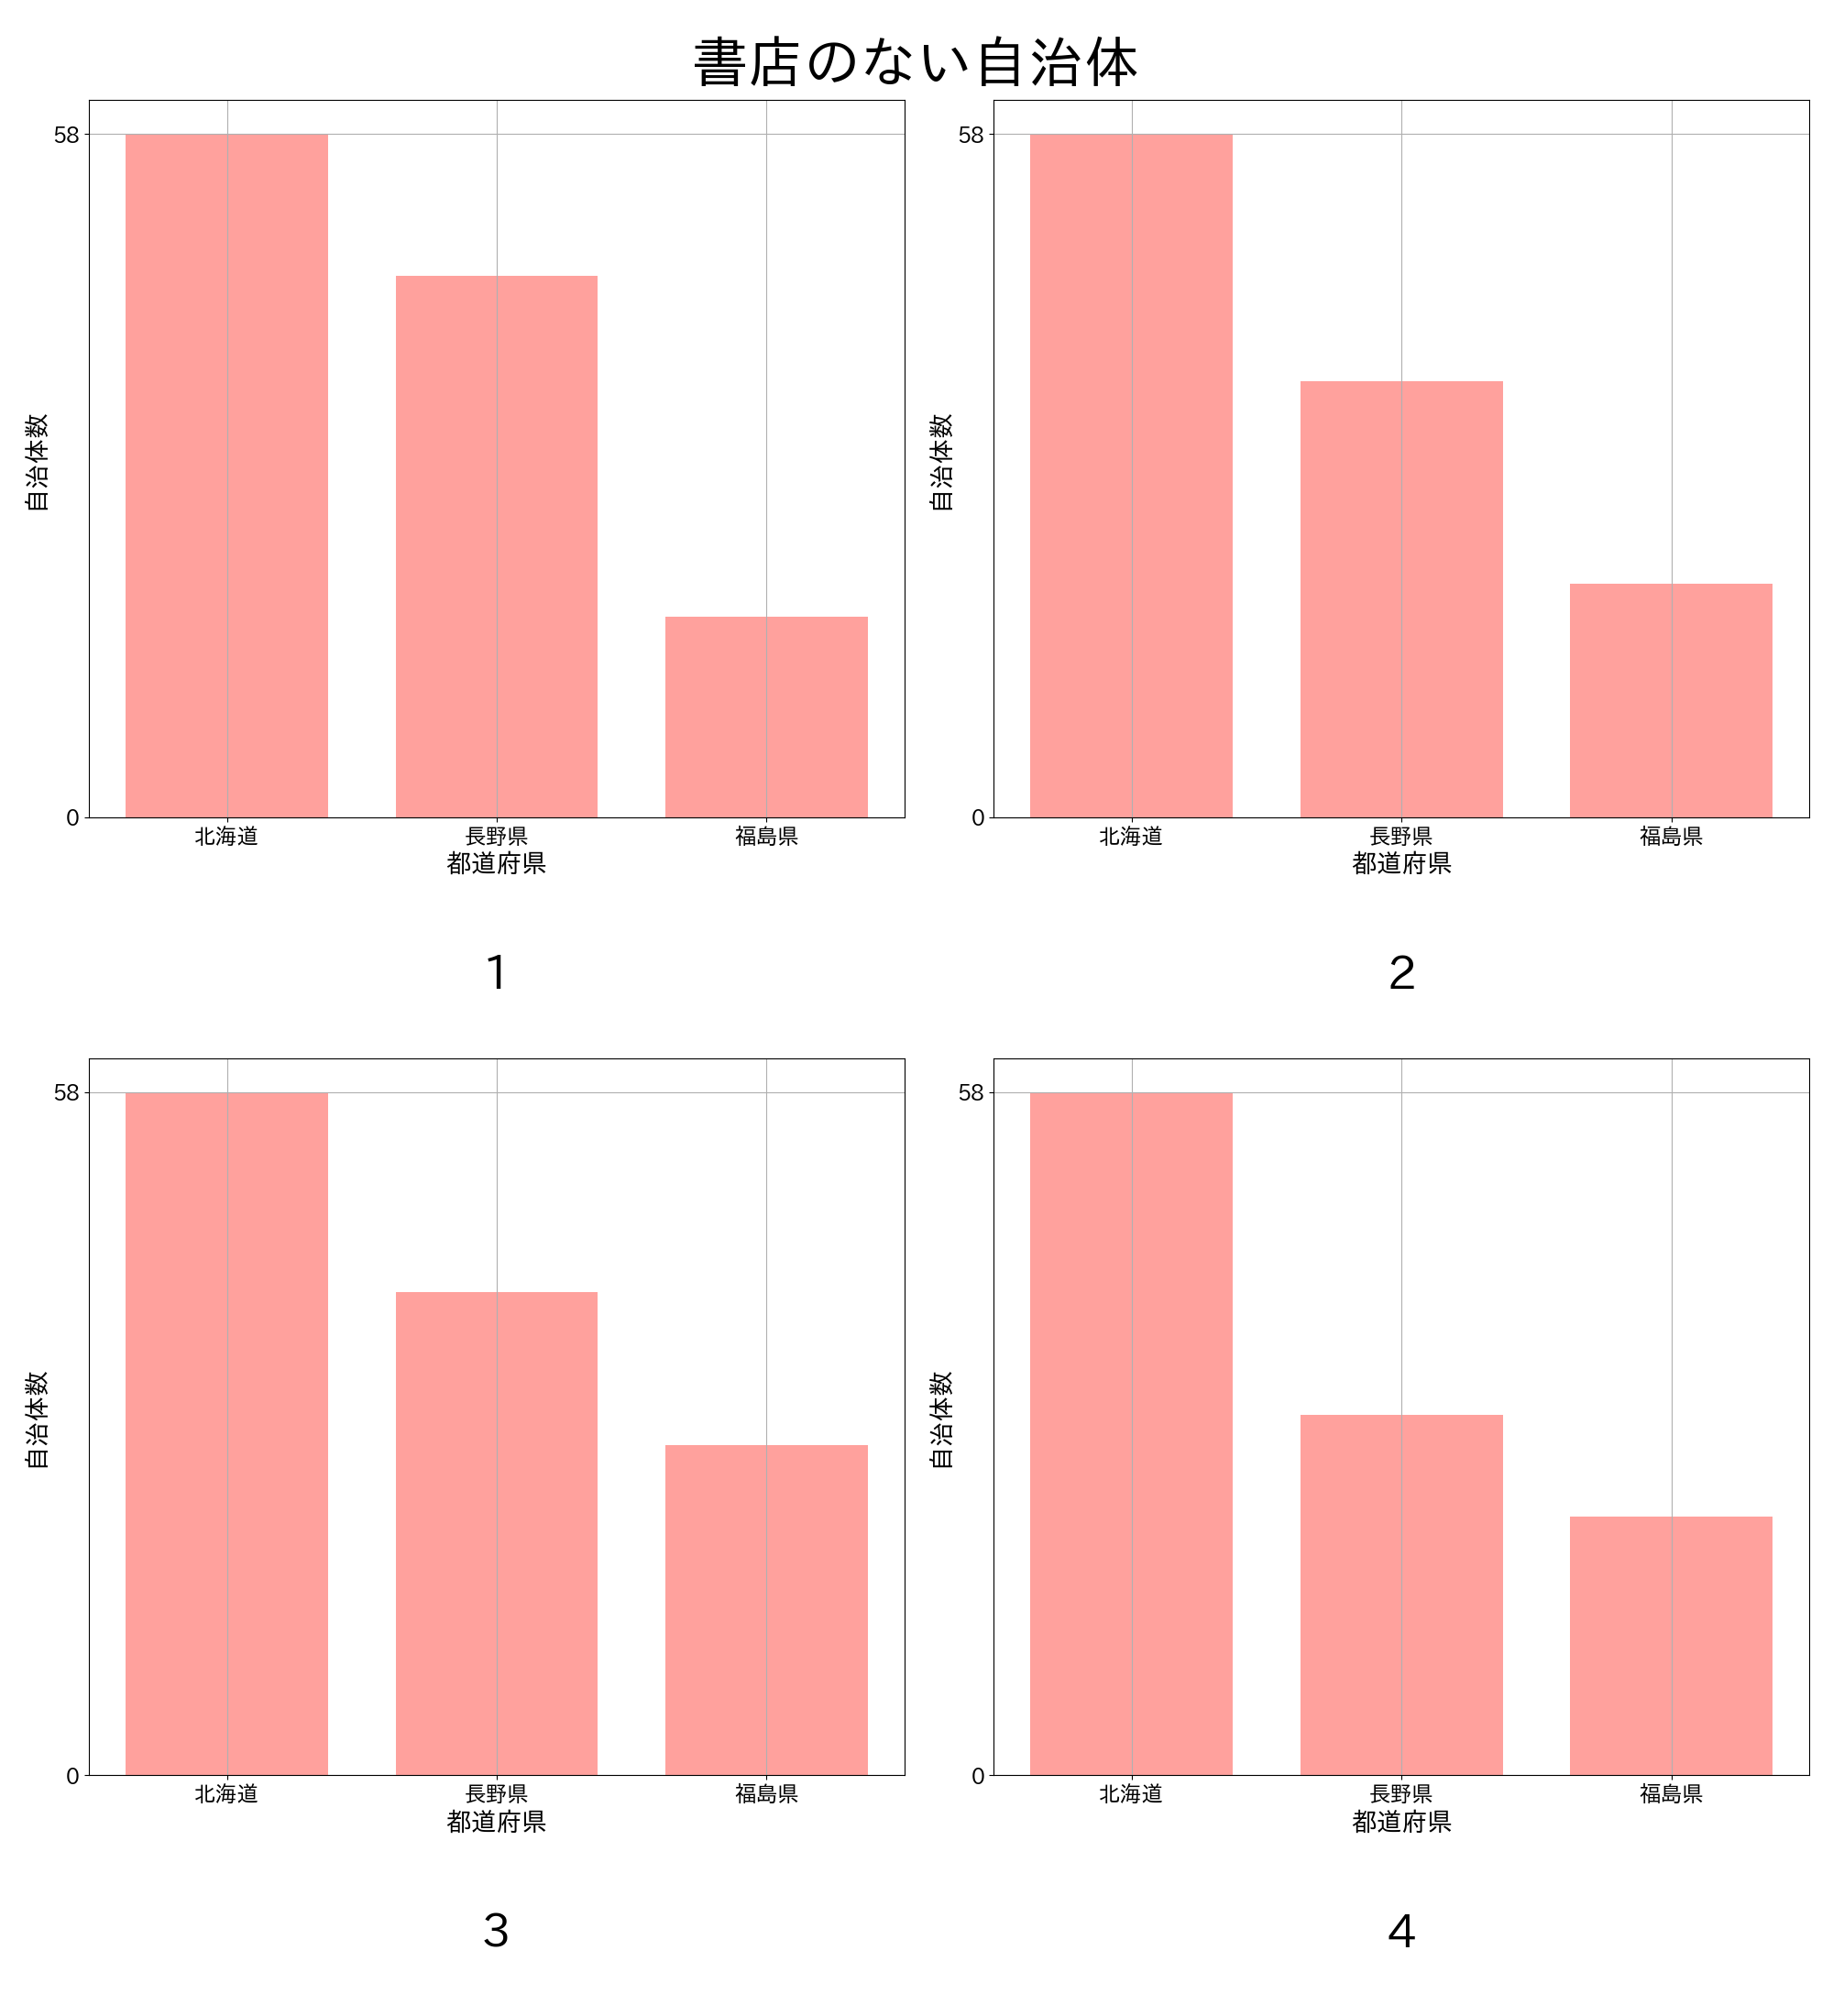 書店のない自治体
58
0
自治体数
北海道 長野県 福島県
都道府県
1
58
0
自治体数
北海道 長野県 福島県
都道府県
2
58
0
自治体数
北海道 長野県 福島県
都道府県
3
58
0
自治体数
北海道 長野県 福島県
都道府県
4